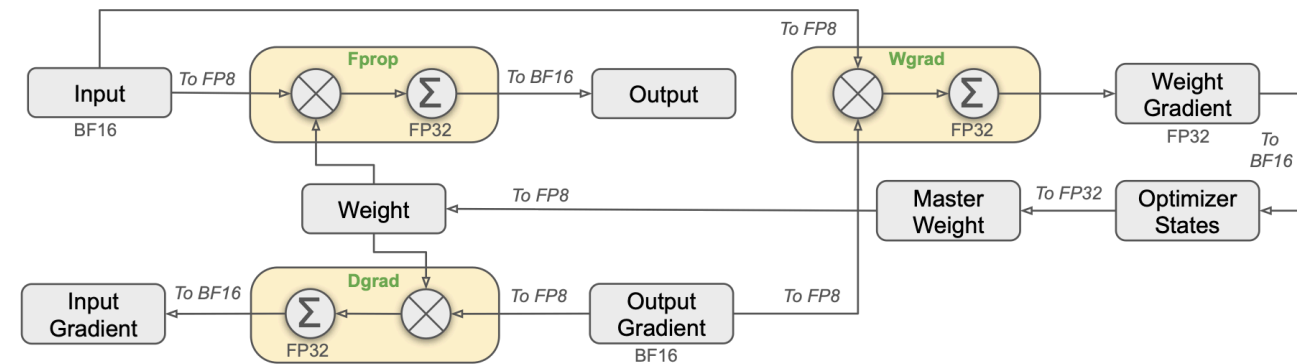 To FP8
Fprop
Wgrad
Input
To FP8
Σ
To BF16
Output
Σ
Weight
Gradient
BF16
FP32
FP32
FP32
To
BF16
Weight
To FP8
Master
Weight
To FP32
Optimizer
States
Dgrad
Input
Gradient
To BF16
Σ
To FP8
Output
Gradient
To FP8
FP32
BF16